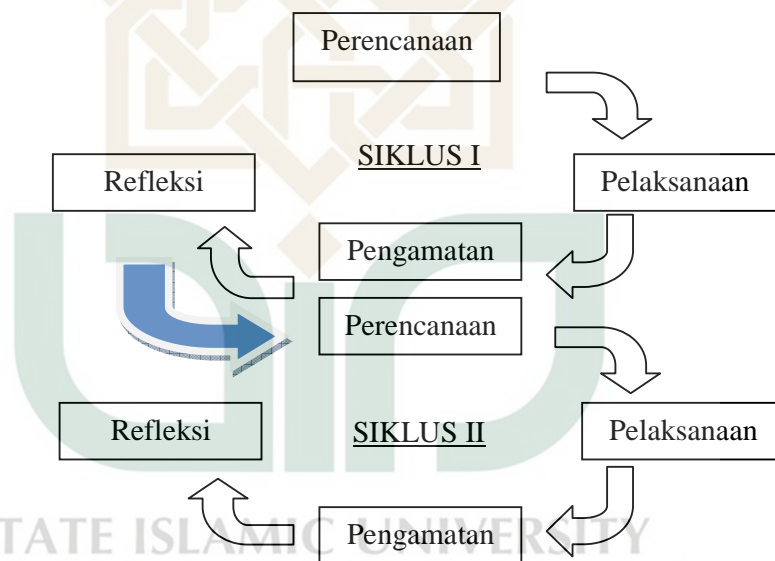 Perencanaan
SIKLUS I
Refleksi
Pelaksanaan
Pengamatan
Perencanaan
Refleksi
SIKLUS II
Pelaksanaan
Pengamatan
TATE ISLAMIC UNIVERSITY